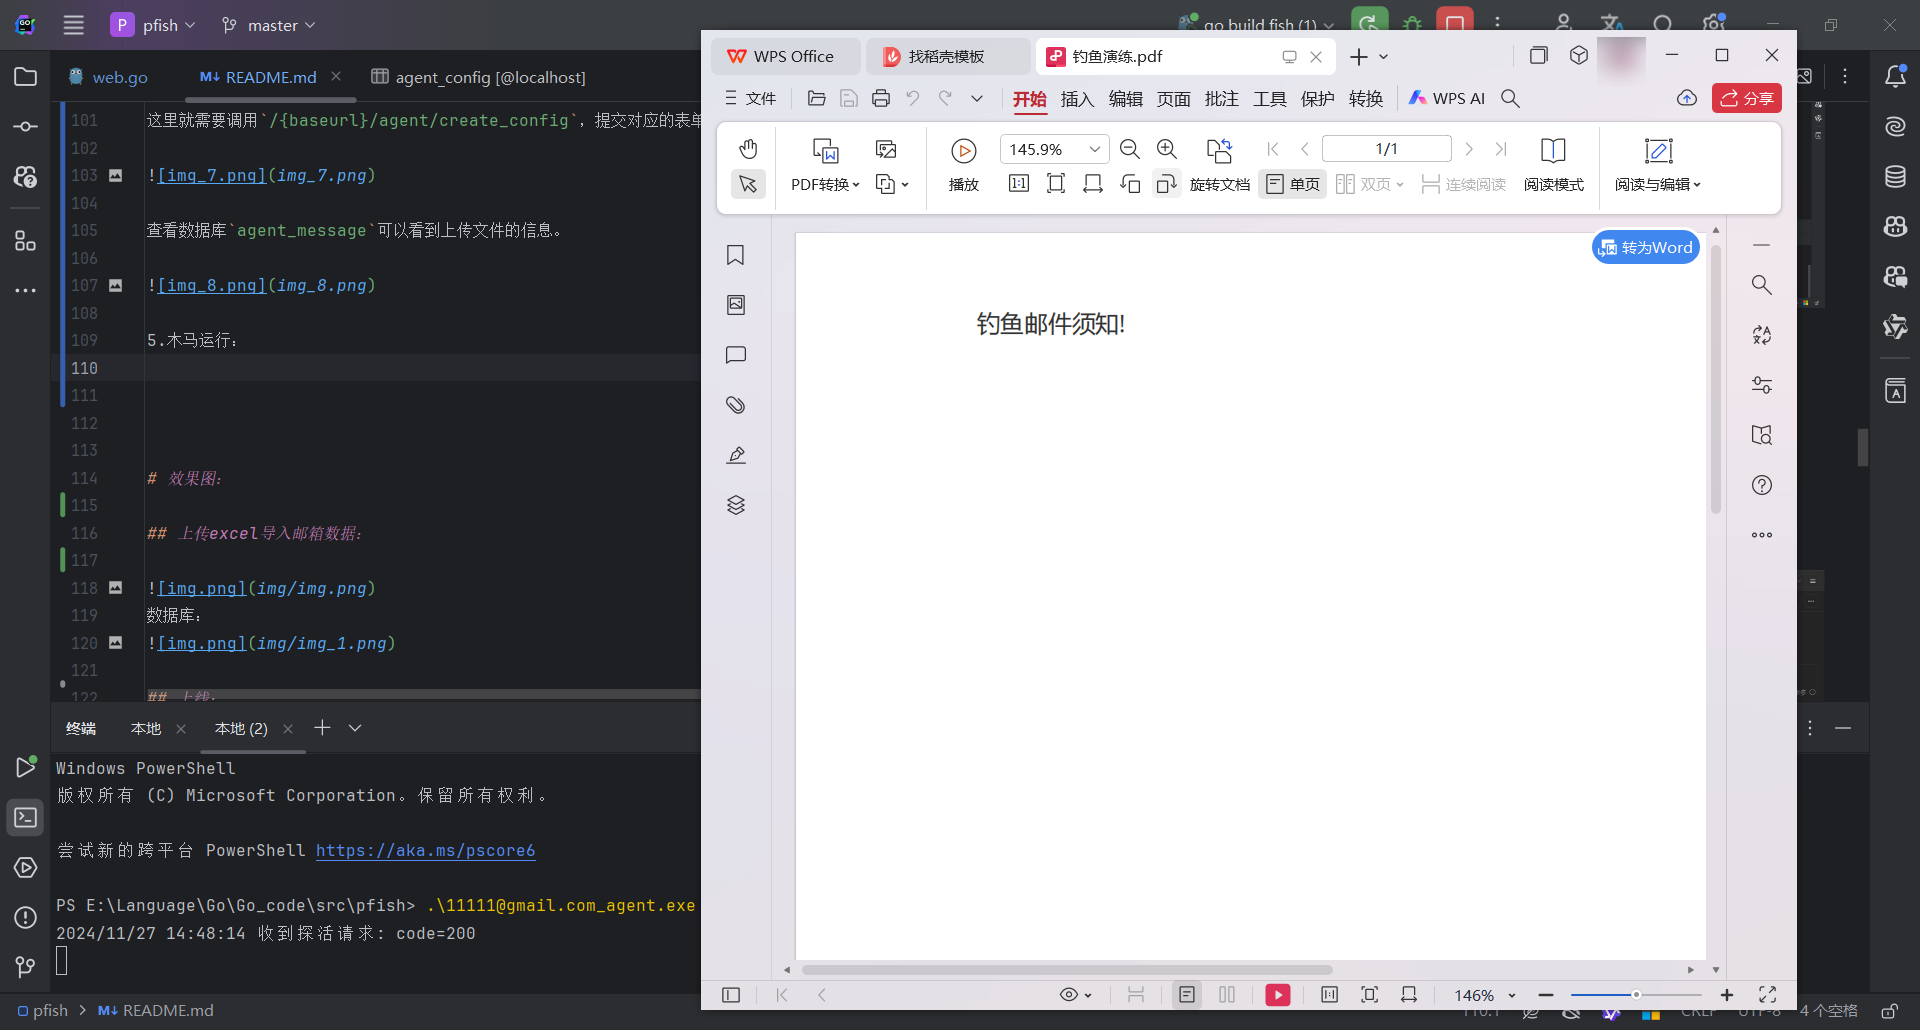 pfish
master
go build fish (1)
web.go
README.md
agent_config [@localhost]
101 这里就需要调用`/{baseurl}/agent/create_config`，提交对应的表单
102
103 ![img_7.png](img_7.png)
104
105 查看数据库`agent_message`可以看到上传文件的信息。
106
107 ![img_8.png](img_8.png)
108
109 5.木马运行：
110
111
112
113
114 # 效果图：
115
116 ## 上传excel导入邮箱数据：
117
118 ![img.png](img/img.png)
119 数据库：
120 ![img.png](img/img_1.png)
121
122 ## 上线：
终端
本地
本地 (2)
Windows PowerShell
版权所有 (C) Microsoft Corporation。保留所有权利。
尝试新的跨平台 PowerShell https://aka.ms/pscore6
PS E:\Language\Go\Go_code\src\pfish> .\11111@gmail.com_agent.exe
2024/11/27 14:48:14 收到探活请求: code=200
pfish > README.md
WPS Office
找稻壳模板
钓鱼演练.pdf
文件
开始
插入
编辑
页面
批注
工具
保护
转换
WPS AI
分享
PDF转换
播放
145.9%
1/1
旋转文档
单页
双页
连续阅读
阅读模式
阅读与编辑
转为Word
钓鱼邮件须知!
146%
110:1
CRLF
UTF-8
4 个空格